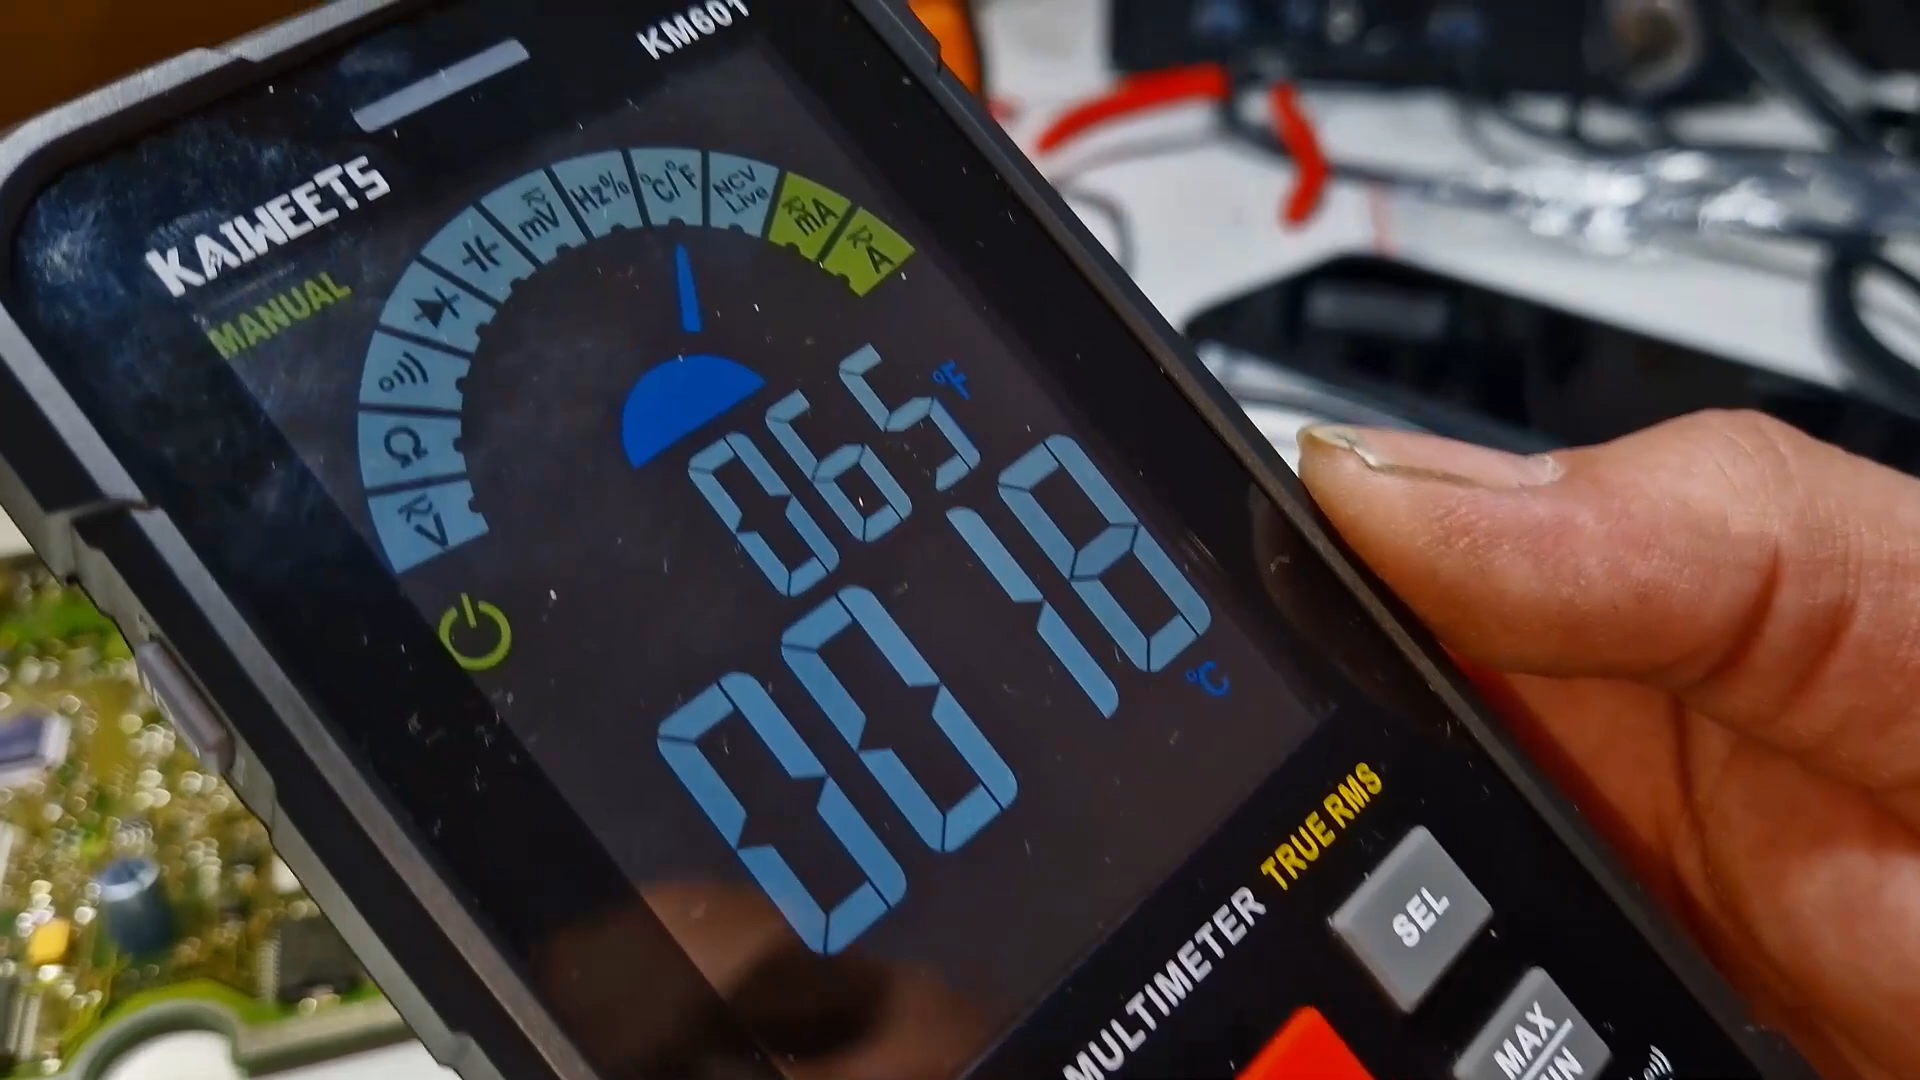 KM601
KAIWEETS
MANUAL
V
Ω
mV
Hz%
°C/°F
NCV
Live
mA
A
065 °F
0018 °C
MULTIMETER TRUE RMS
SEL
MAX